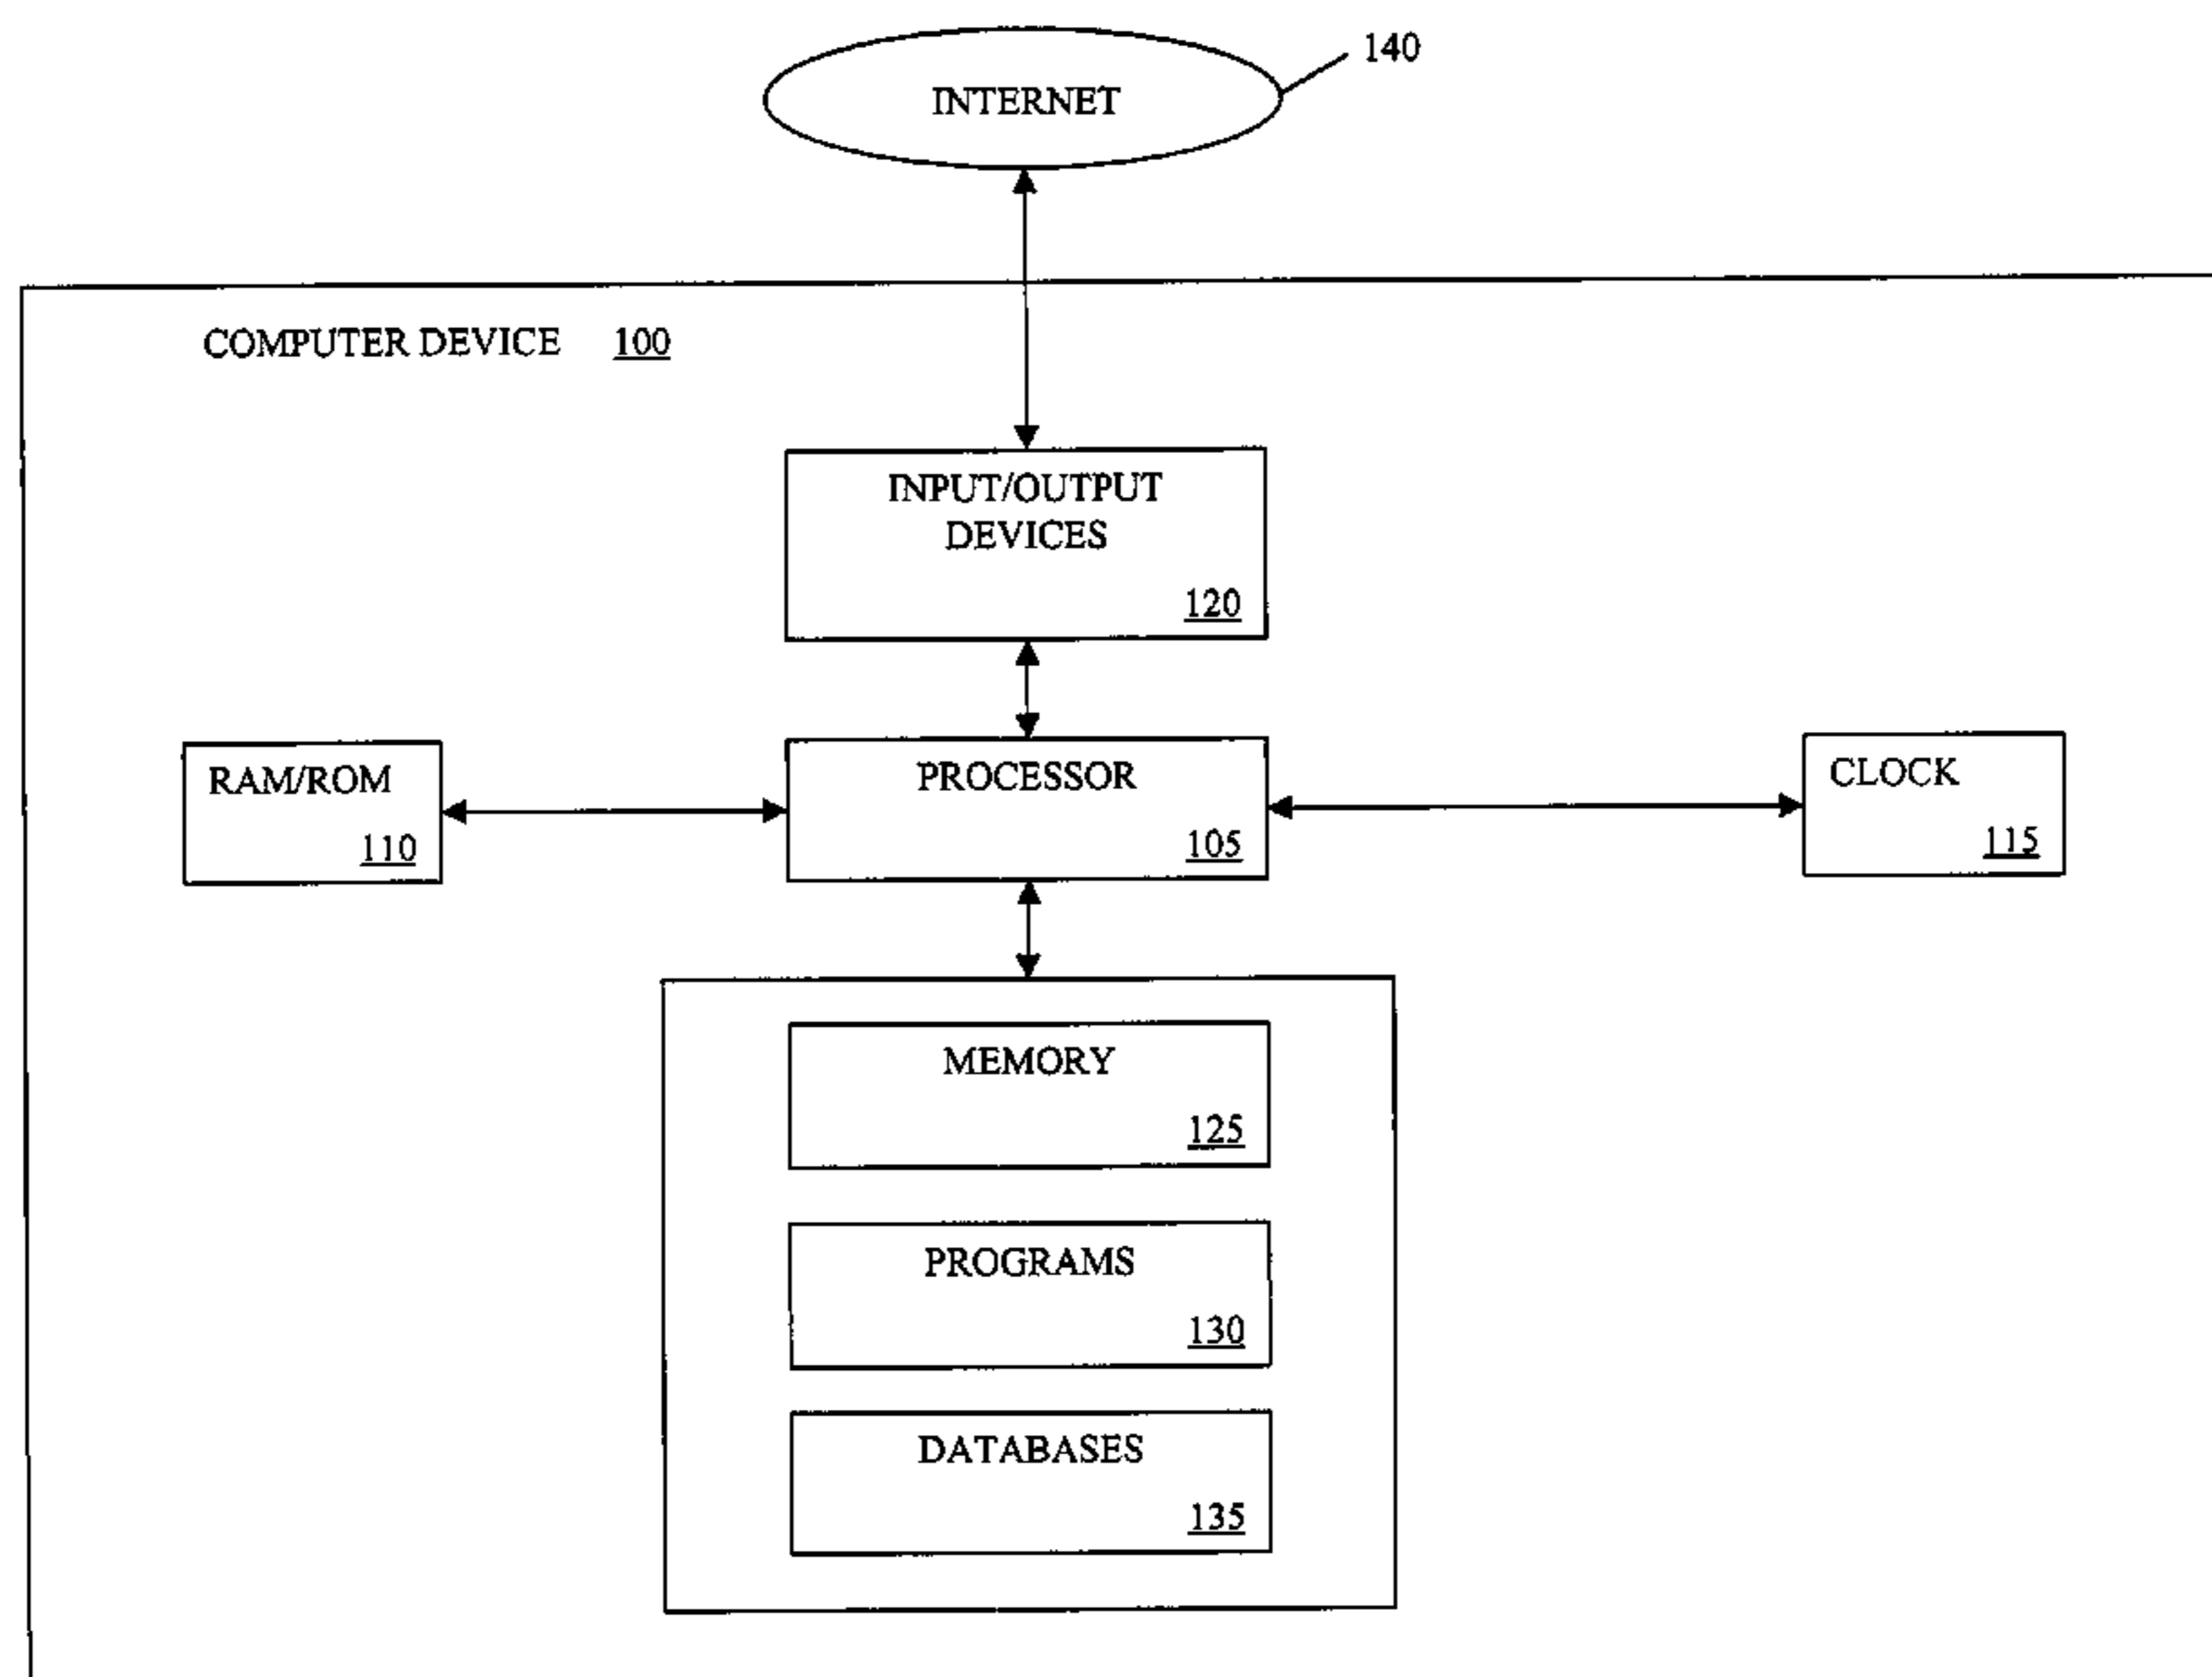 140
INTERNET
COMPUTER DEVICE 100
INPUT/OUTPUT
DEVICES
120
RAM/ROM
110
PROCESSOR
105
CLOCK
115
MEMORY
125
PROGRAMS
130
DATABASES
135